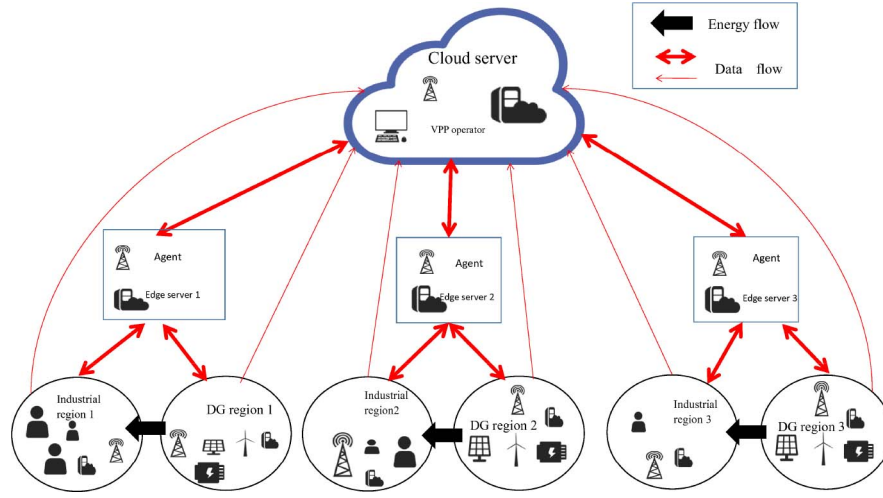 Energy flow
Data flow
Cloud server
VPP operator
Agent
Edge server 1
Agent
Edge server 2
Agent
Edge server 3
Industrial
region 1
DG region 1
Industrial
region2
DG region 2
Industrial
region 3
DG region 3